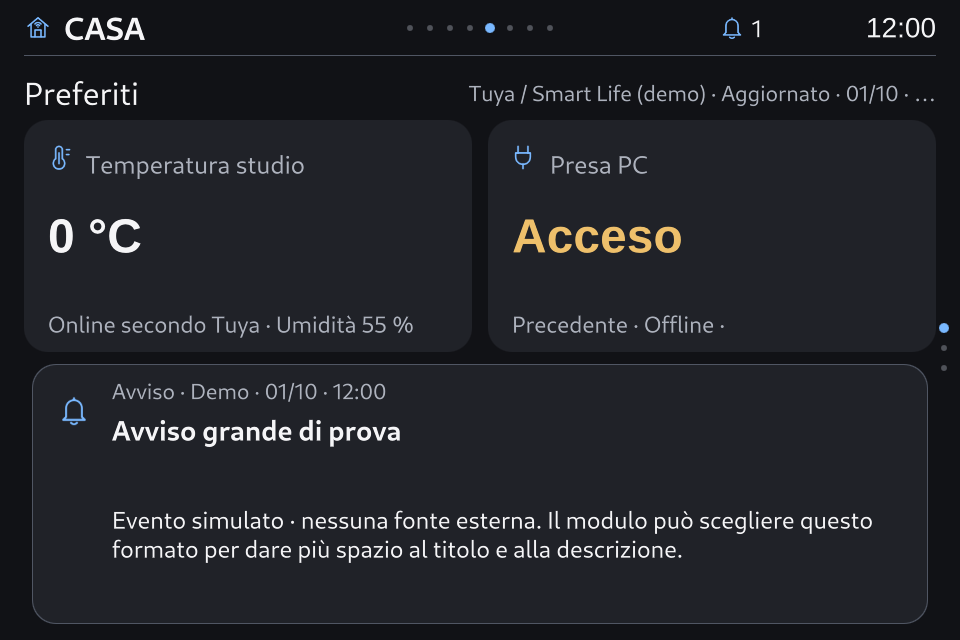 CASA
1
12:00
Preferiti
Tuya / Smart Life (demo) · Aggiornato · 01/10 · …
Temperatura studio
0 °C
Online secondo Tuya · Umidità 55 %
Presa PC
Acceso
Precedente · Offline ·
Avviso · Demo · 01/10 · 12:00
Avviso grande di prova
Evento simulato · nessuna fonte esterna. Il modulo può scegliere questo
formato per dare più spazio al titolo e alla descrizione.